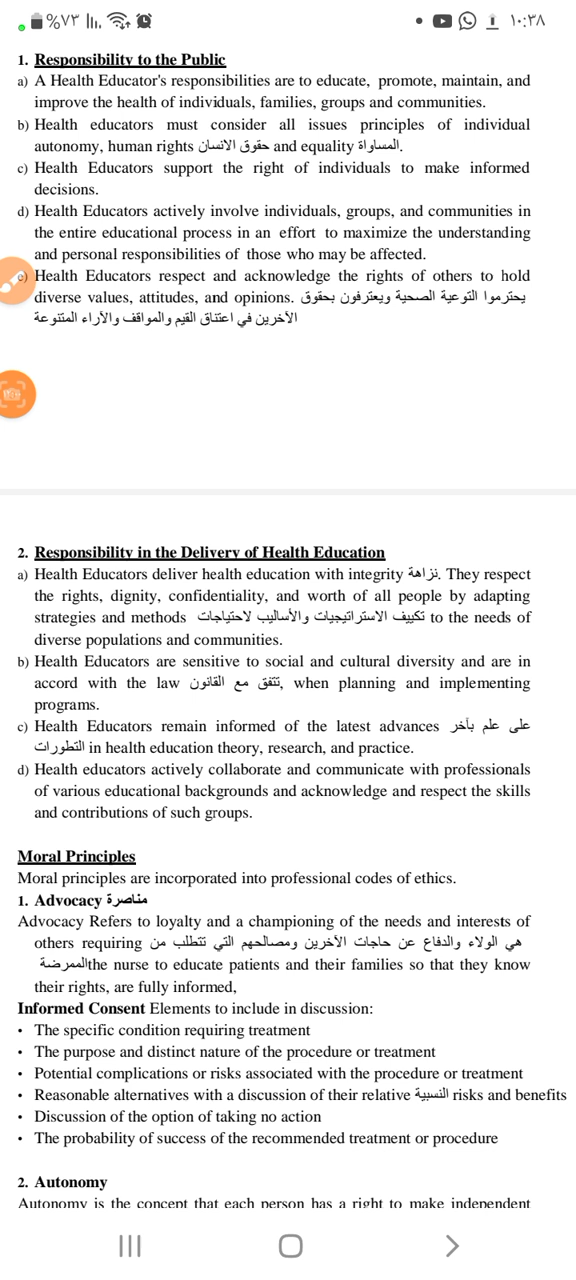 %٧٣ ١٠:٣٨
1. Responsibility to the Public
a) A Health Educator's responsibilities are to educate, promote, maintain, and
improve the health of individuals, families, groups and communities.
b) Health educators must consider all issues principles of individual
autonomy, human rights حقوق الانسان and equality المساواة.
c) Health Educators support the right of individuals to make informed
decisions.
d) Health Educators actively involve individuals, groups, and communities in
the entire educational process in an effort to maximize the understanding
and personal responsibilities of those who may be affected.
e) Health Educators respect and acknowledge the rights of others to hold
diverse values, attitudes, and opinions. يحترموا التوعية الصحية ويعترفون بحقوق
الآخرين في اعتناق القيم والمواقف والآراء المتنوعة
2. Responsibility in the Delivery of Health Education
a) Health Educators deliver health education with integrity نزاهة. They respect
the rights, dignity, confidentiality, and worth of all people by adapting
strategies and methods تكييف الاستراتيجيات والأساليب لاحتياجات to the needs of
diverse populations and communities.
b) Health Educators are sensitive to social and cultural diversity and are in
accord with the law تتفق مع القانون, when planning and implementing
programs.
c) Health Educators remain informed of the latest advances على علم بآخر
التطورات in health education theory, research, and practice.
d) Health educators actively collaborate and communicate with professionals
of various educational backgrounds and acknowledge and respect the skills
and contributions of such groups.
Moral Principles
Moral principles are incorporated into professional codes of ethics.
1. Advocacy مناصرة
Advocacy Refers to loyalty and a championing of the needs and interests of
others requiring هي الولاء والدفاع عن حاجات الآخرين ومصالحهم التي تتطلب من
الممرضة the nurse to educate patients and their families so that they know
their rights, are fully informed,
Informed Consent Elements to include in discussion:
• The specific condition requiring treatment
• The purpose and distinct nature of the procedure or treatment
• Potential complications or risks associated with the procedure or treatment
• Reasonable alternatives with a discussion of their relative النسبية risks and benefits
• Discussion of the option of taking no action
• The probability of success of the recommended treatment or procedure
2. Autonomy
Autonomy is the concept that each person has a right to make independent